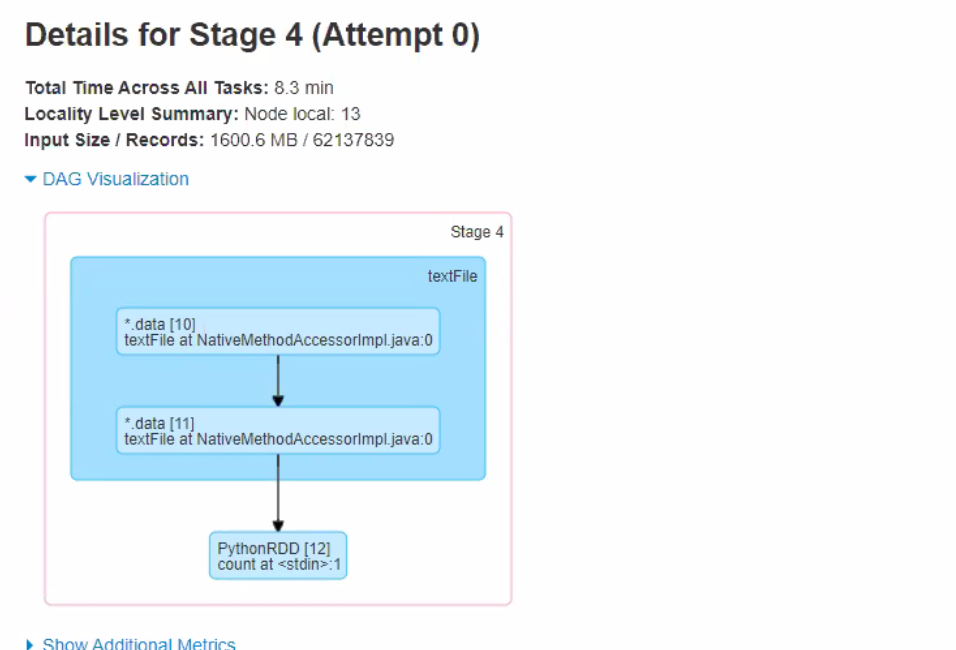 Details for Stage 4 (Attempt 0)
Total Time Across All Tasks: 8.3 min
Locality Level Summary: Node local: 13
Input Size / Records: 1600.6 MB / 62137839
DAG Visualization
Stage 4
textFile
*.data [10]
textFile at NativeMethodAccessorImpl.java:0
*.data [11]
textFile at NativeMethodAccessorImpl.java:0
PythonRDD [12]
count at <stdin>:1
Show Additional Metrics